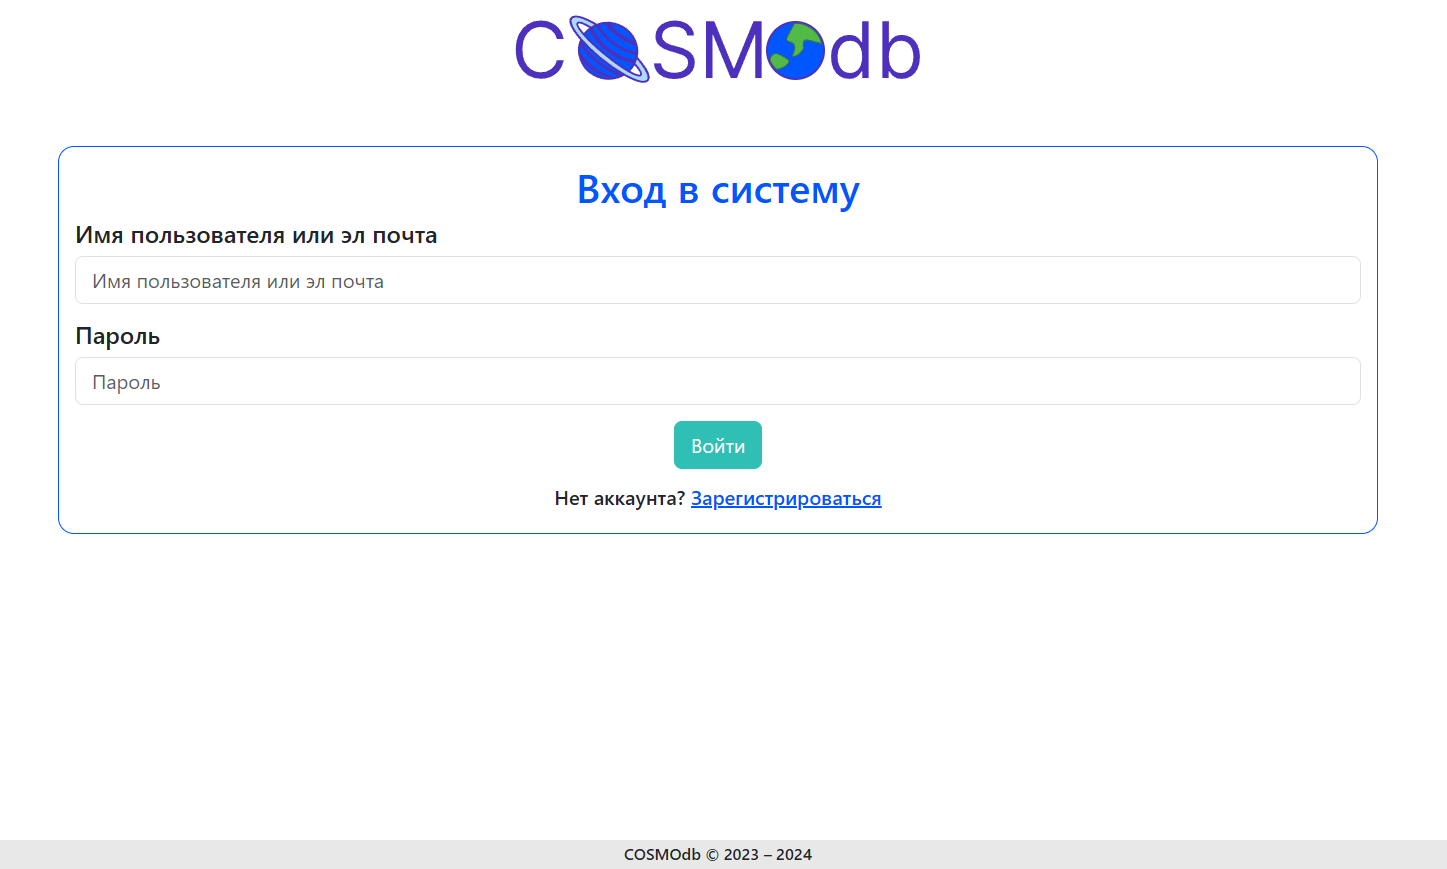 COSMOdb
Вход в систему
Имя пользователя или эл почта
Имя пользователя или эл почта
Пароль
Пароль
Войти
Нет аккаунта? Зарегистрироваться
COSMOdb © 2023 – 2024